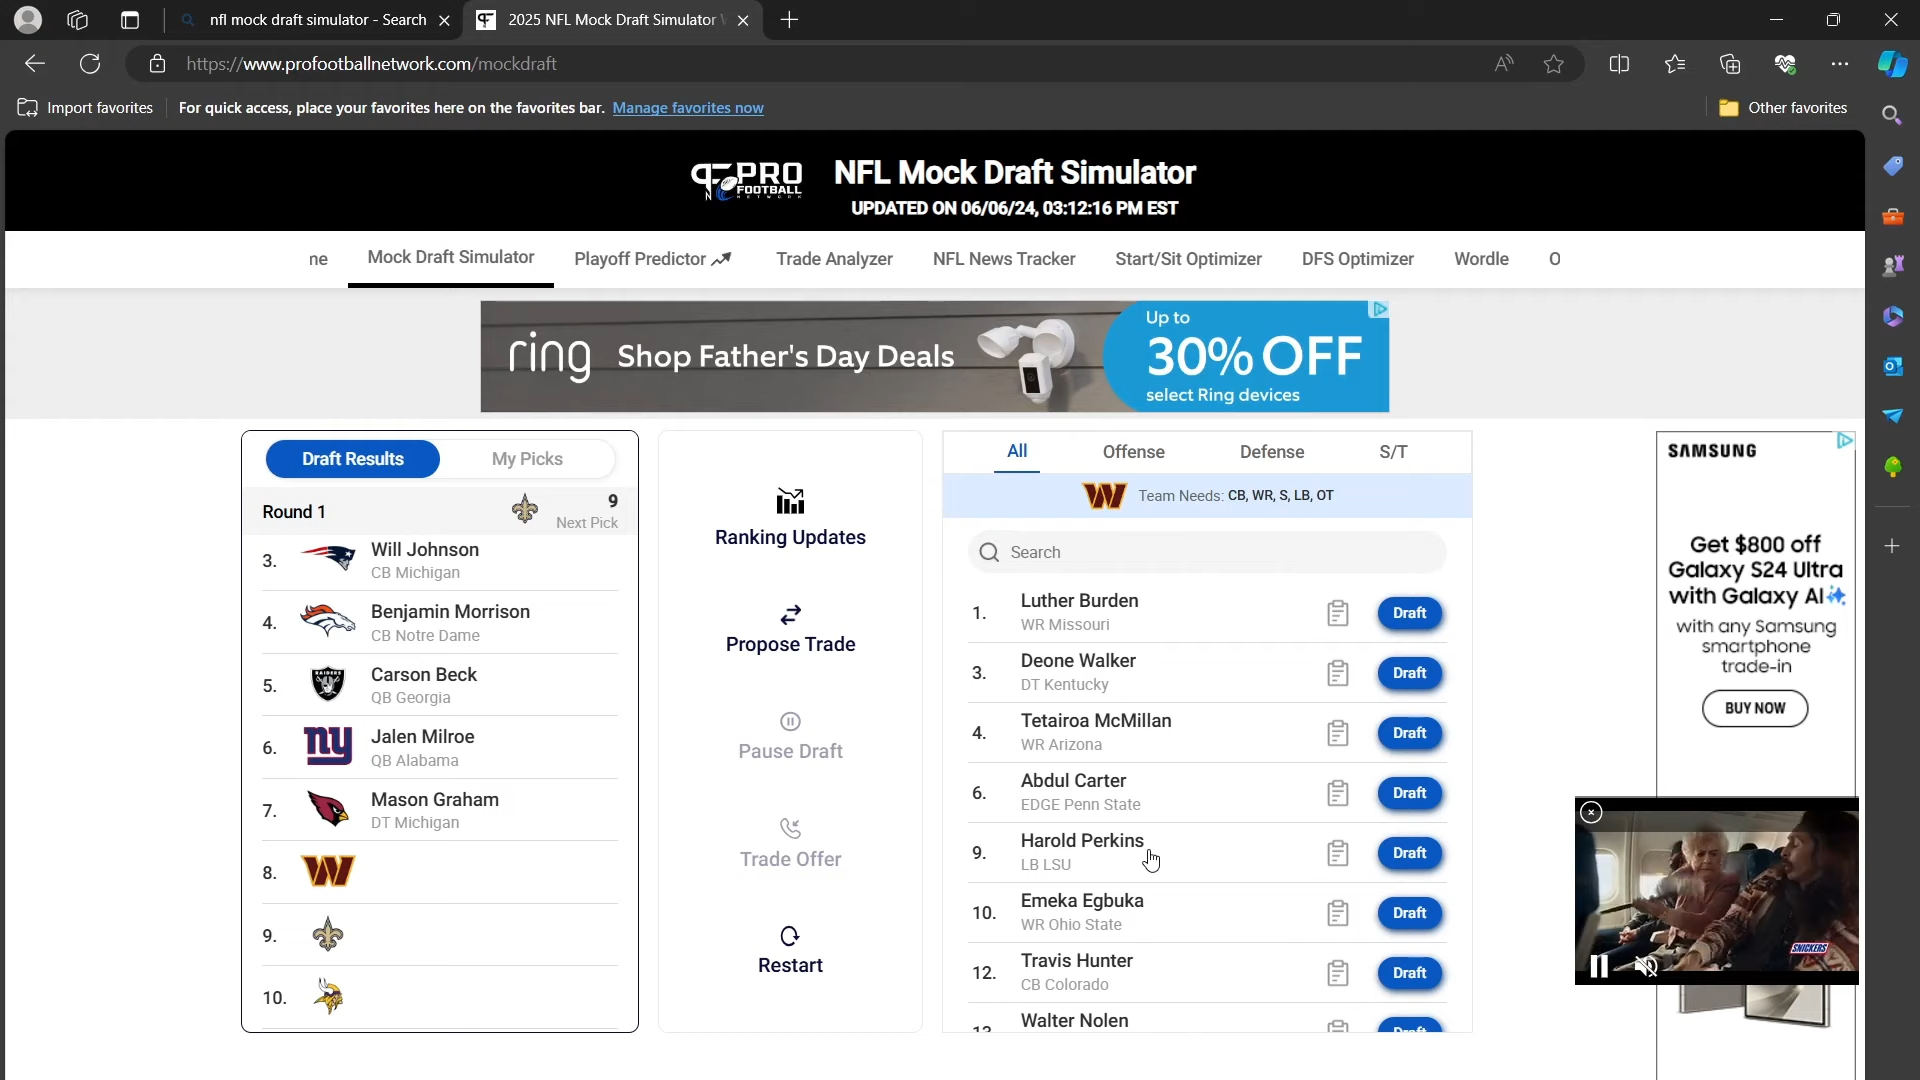 nfl mock draft simulator - Search
2025 NFL Mock Draft Simulator
https://www.profootballnetwork.com/mockdraft
Import favorites
For quick access, place your favorites here on the favorites bar. Manage favorites now
Other favorites
PRO
FOOTBALL
NETWORK
NFL Mock Draft Simulator
UPDATED ON 06/06/24, 03:12:16 PM EST
ne
Mock Draft Simulator
Playoff Predictor
Trade Analyzer
NFL News Tracker
Start/Sit Optimizer
DFS Optimizer
Wordle
O
ring
Shop Father's Day Deals
Up to
30% OFF
select Ring devices
Draft Results
My Picks
Round 1
9
Next Pick
3.
Will Johnson
CB Michigan
4.
Benjamin Morrison
CB Notre Dame
5.
RAIDERS
Carson Beck
QB Georgia
6.
ny
Jalen Milroe
QB Alabama
7.
Mason Graham
DT Michigan
8.
W
9.
10.
Ranking Updates
Propose Trade
Pause Draft
Trade Offer
Restart
All
Offense
Defense
S/T
W
Team Needs: CB, WR, S, LB, OT
Search
1.
Luther Burden
WR Missouri
Draft
3.
Deone Walker
DT Kentucky
Draft
4.
Tetairoa McMillan
WR Arizona
Draft
6.
Abdul Carter
EDGE Penn State
Draft
9.
Harold Perkins
LB LSU
Draft
10.
Emeka Egbuka
WR Ohio State
Draft
12.
Travis Hunter
CB Colorado
Draft
13.
Walter Nolen
Draft
SAMSUNG
Get $800 off
Galaxy S24 Ultra
with Galaxy AI
with any Samsung
smartphone
trade-in
BUY NOW
SNICKERS